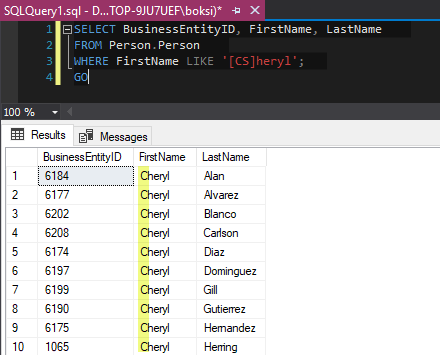 SQLQuery1.sql - D...TOP-9JU7UEF\boksi)*
1 SELECT BusinessEntityID, FirstName, LastName
2 FROM Person.Person
3 WHERE FirstName LIKE '[CS]heryl';
4 GO
100 %
Results Messages
BusinessEntityID FirstName LastName
1 6184 Cheryl Alan
2 6177 Cheryl Alvarez
3 6202 Cheryl Blanco
4 6208 Cheryl Carlson
5 6174 Cheryl Diaz
6 6197 Cheryl Dominguez
7 6199 Cheryl Gill
8 6190 Cheryl Gutierrez
9 6175 Cheryl Hernandez
10 1065 Cheryl Herring